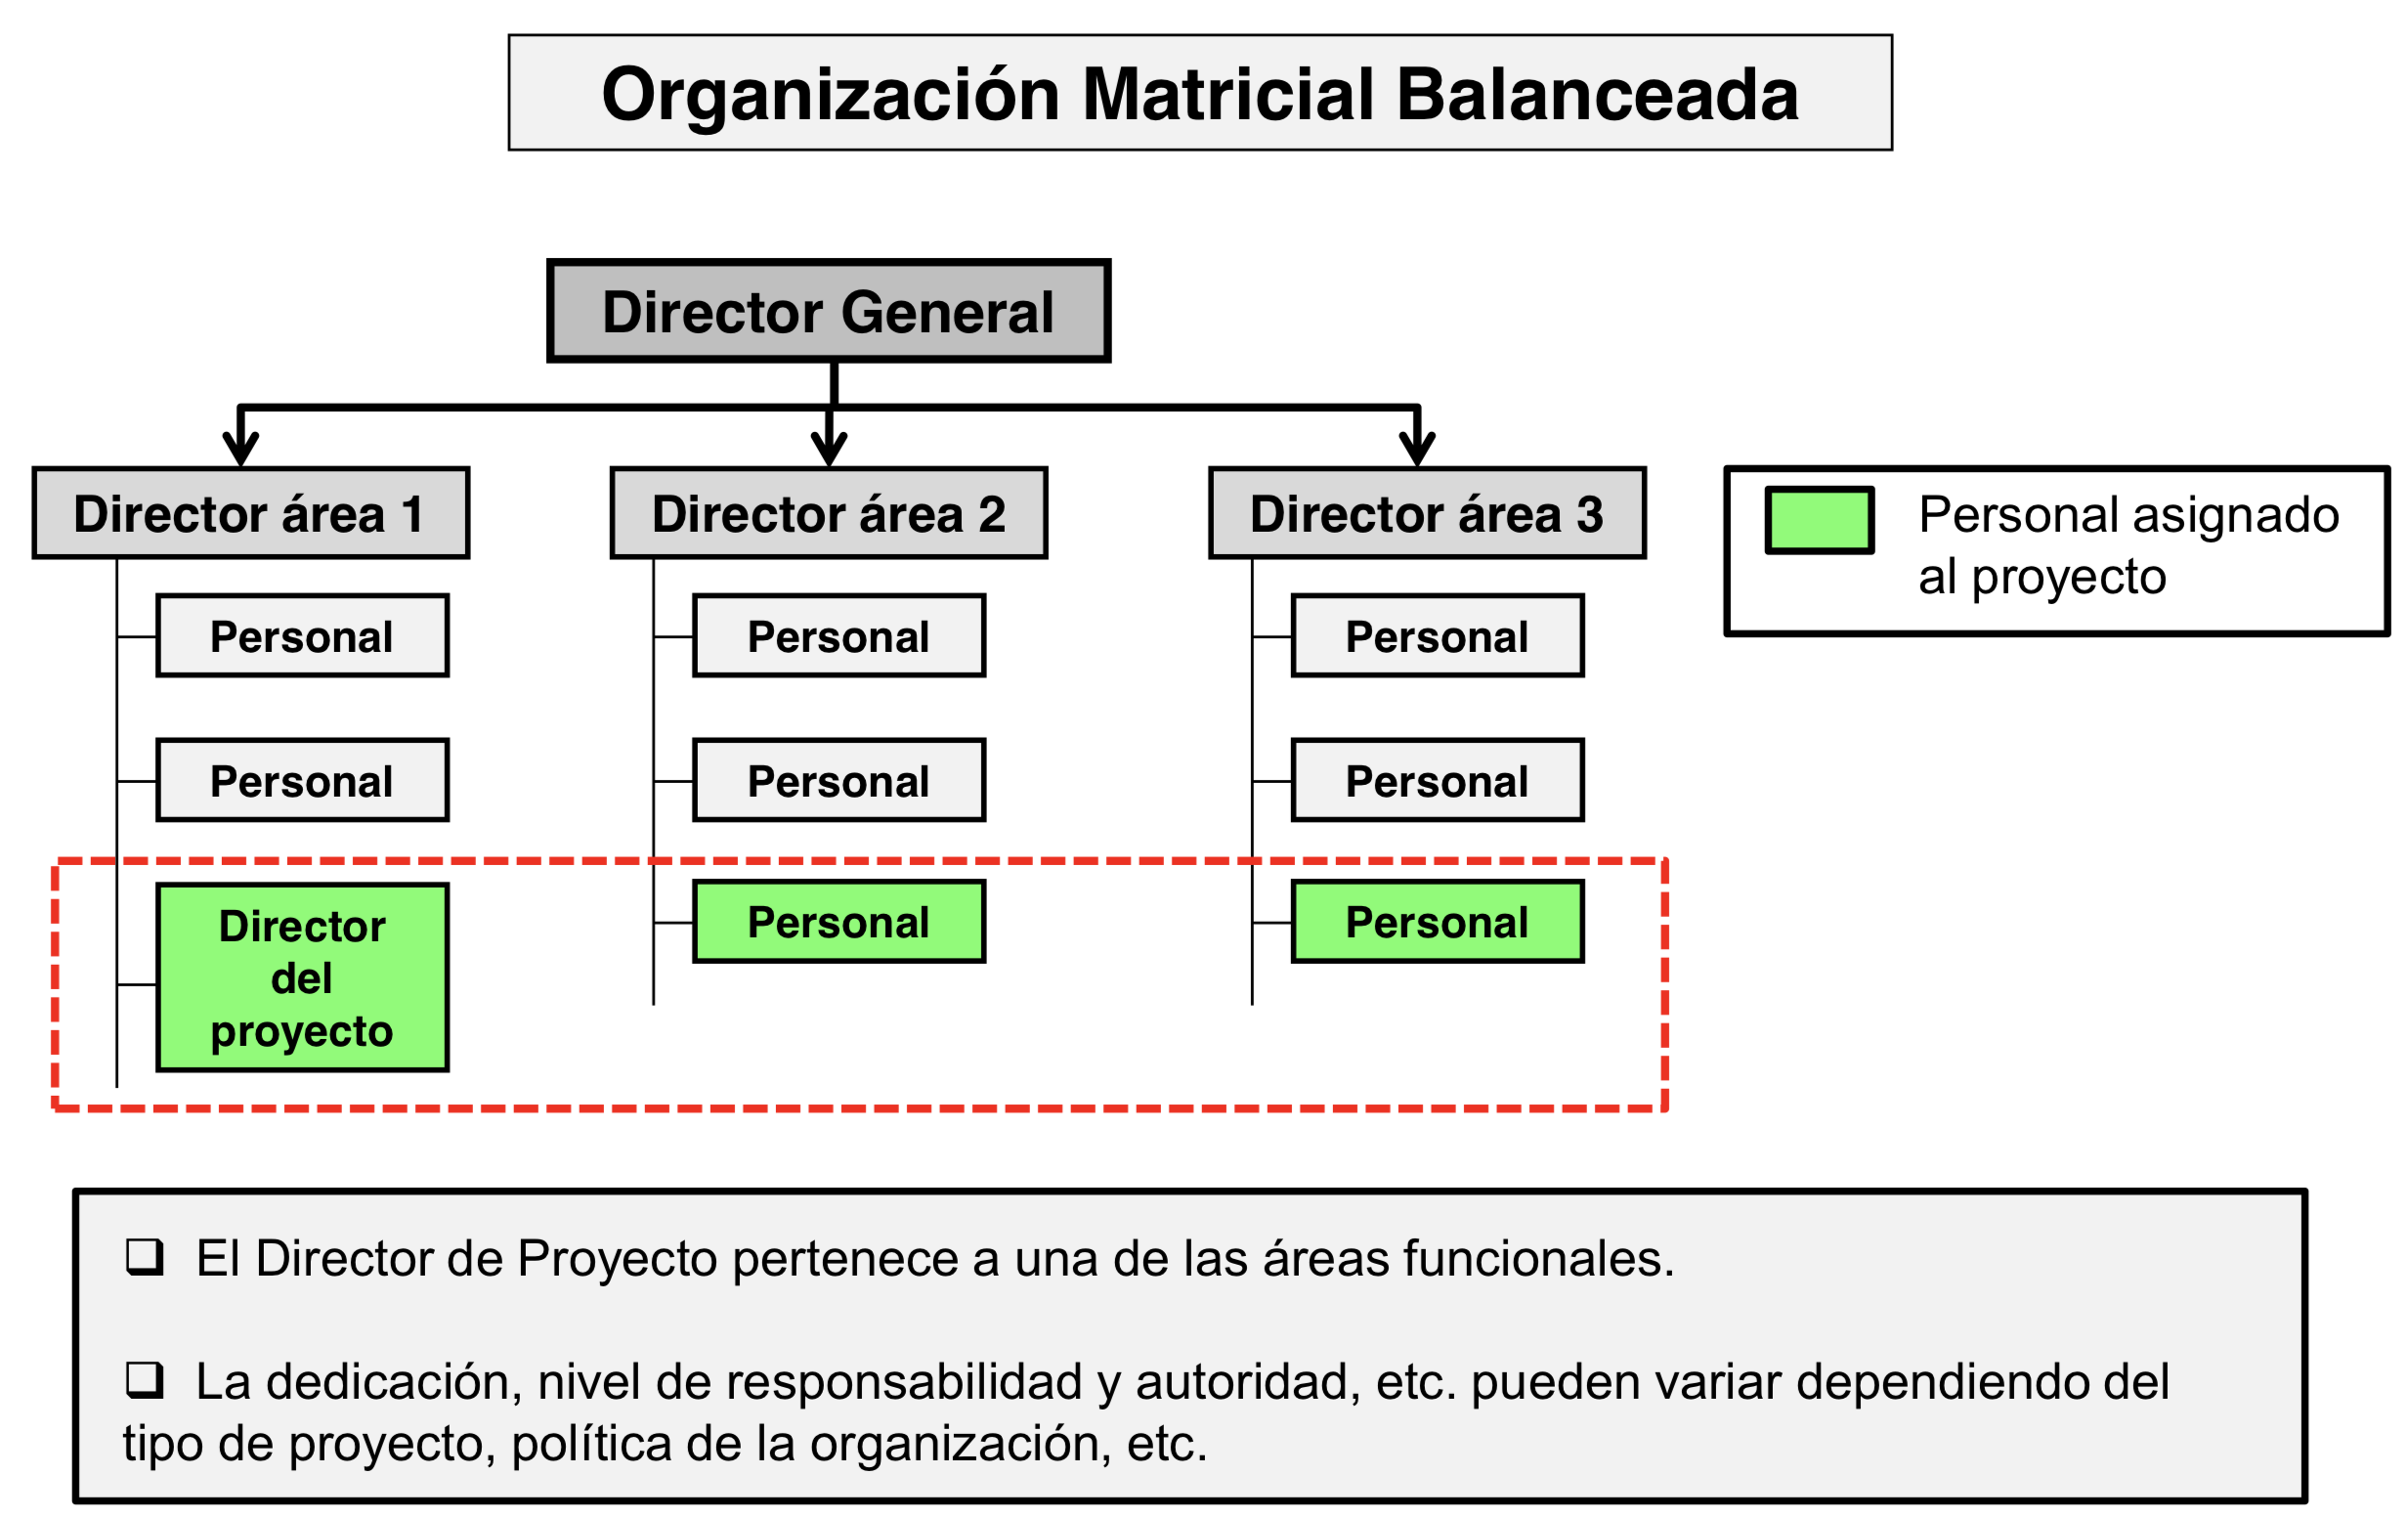 Organización Matricial Balanceada
Director General
Director área 1
Director área 2
Director área 3
Personal asignado
al proyecto
Personal
Personal
Personal
Personal
Personal
Personal
Director
del
proyecto
Personal
Personal
❑ El Director de Proyecto pertenece a una de las áreas funcionales.
❑ La dedicación, nivel de responsabilidad y autoridad, etc. pueden variar dependiendo del
tipo de proyecto, política de la organización, etc.